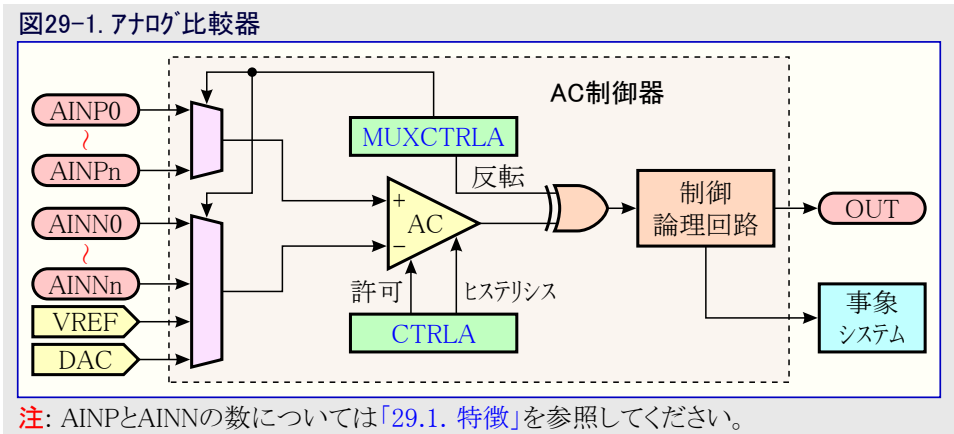 図29-1. アナログ比較器
AC制御器
AINP0
～
AINPn
MUXCTRLA
反転
AINN0
～
AINNn
VREF
DAC
+
AC
−
許可
ヒステリシス
CTRLA
制御
論理回路
OUT
事象
システム
注: AINPとAINNの数については「29.1. 特徴」を参照してください。